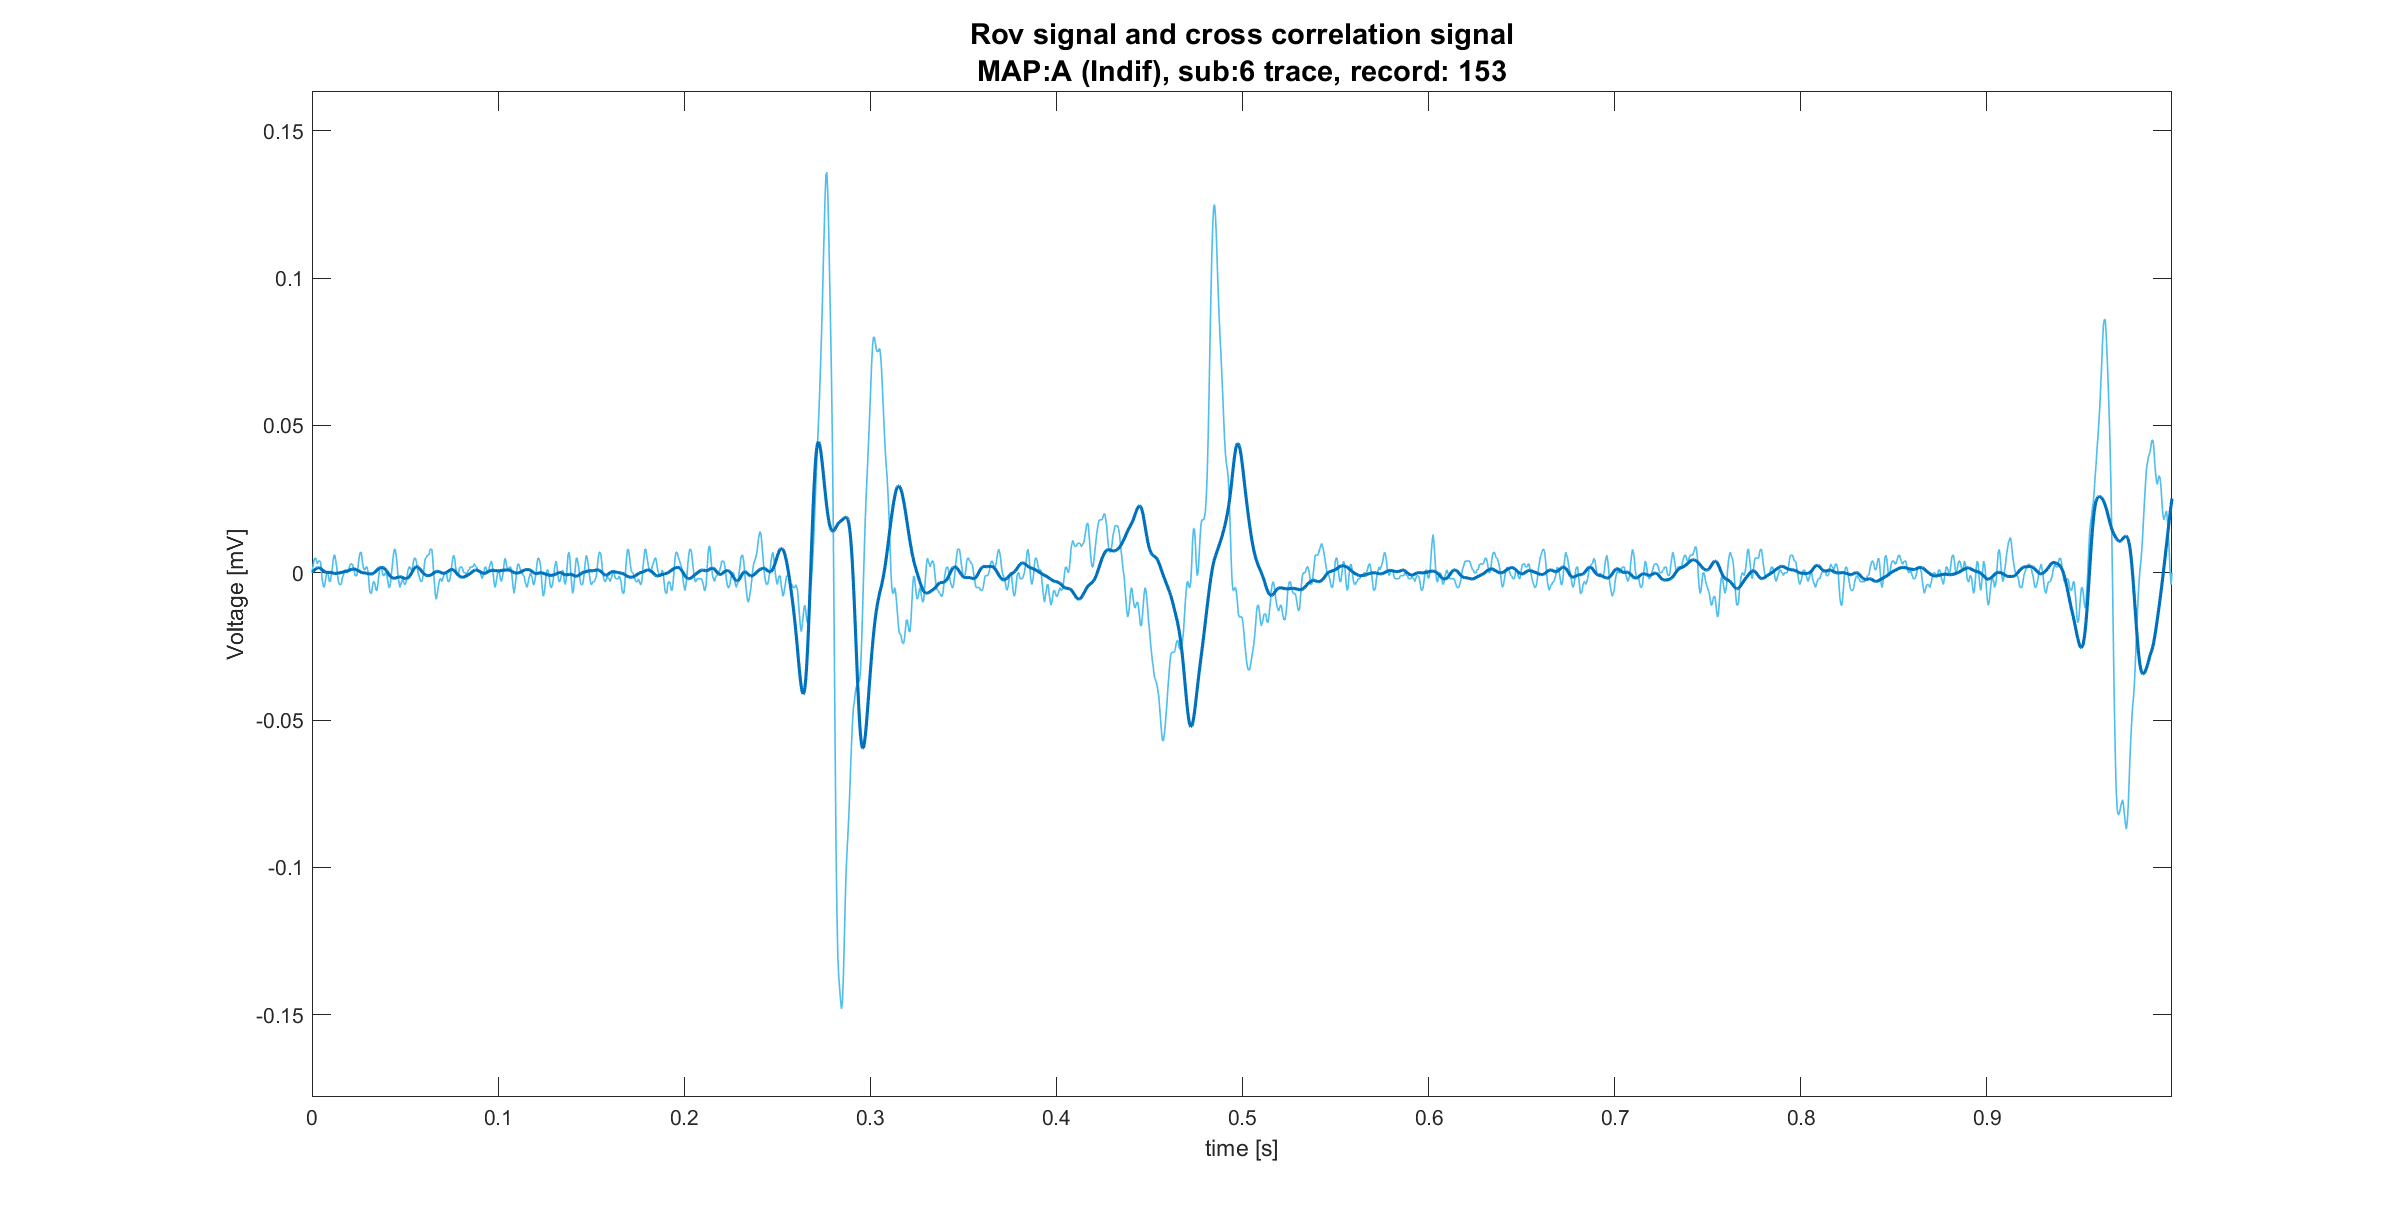 Rov signal and cross correlation signal
MAP:A (Indif), sub:6 trace, record: 153
0.15
0.1
0.05
0
-0.05
-0.1
-0.15
Voltage [mV]
0 0.1 0.2 0.3 0.4 0.5 0.6 0.7 0.8 0.9
time [s]